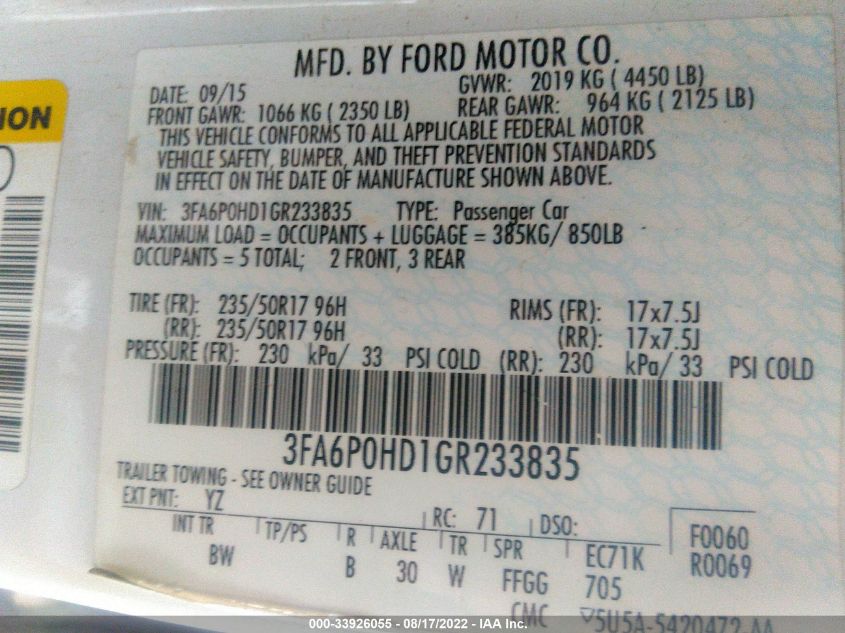 ION
MFD. BY FORD MOTOR CO.
DATE: 09/15 GVWR: 2019 KG ( 4450 LB)
FRONT GAWR: 1066 KG ( 2350 LB) REAR GAWR: 964 KG ( 2125 LB)
THIS VEHICLE CONFORMS TO ALL APPLICABLE FEDERAL MOTOR
VEHICLE SAFETY, BUMPER, AND THEFT PREVENTION STANDARDS
IN EFFECT ON THE DATE OF MANUFACTURE SHOWN ABOVE.
VIN: 3FA6P0HD1GR233835 TYPE: Passenger Car
MAXIMUM LOAD = OCCUPANTS + LUGGAGE = 385KG/ 850LB
OCCUPANTS = 5 TOTAL; 2 FRONT, 3 REAR
TIRE (FR): 235/50R17 96H RIMS (FR): 17x7.5J
(RR): 235/50R17 96H (RR): 17x7.5J
PRESSURE (FR): 230 kPa/ 33 PSI COLD (RR): 230 kPa/ 33 PSI COLD
3FA6P0HD1GR233835
TRAILER TOWING - SEE OWNER GUIDE
EXT PNT: YZ RC: 71 DSO: F0060
INT TR TP/PS R AXLE TR SPR EC71K R0069
BW B 30 W FFGG 705
CMC ▽5U5A-5420472-AA
000-33926055 - 08/17/2022 - IAA Inc.